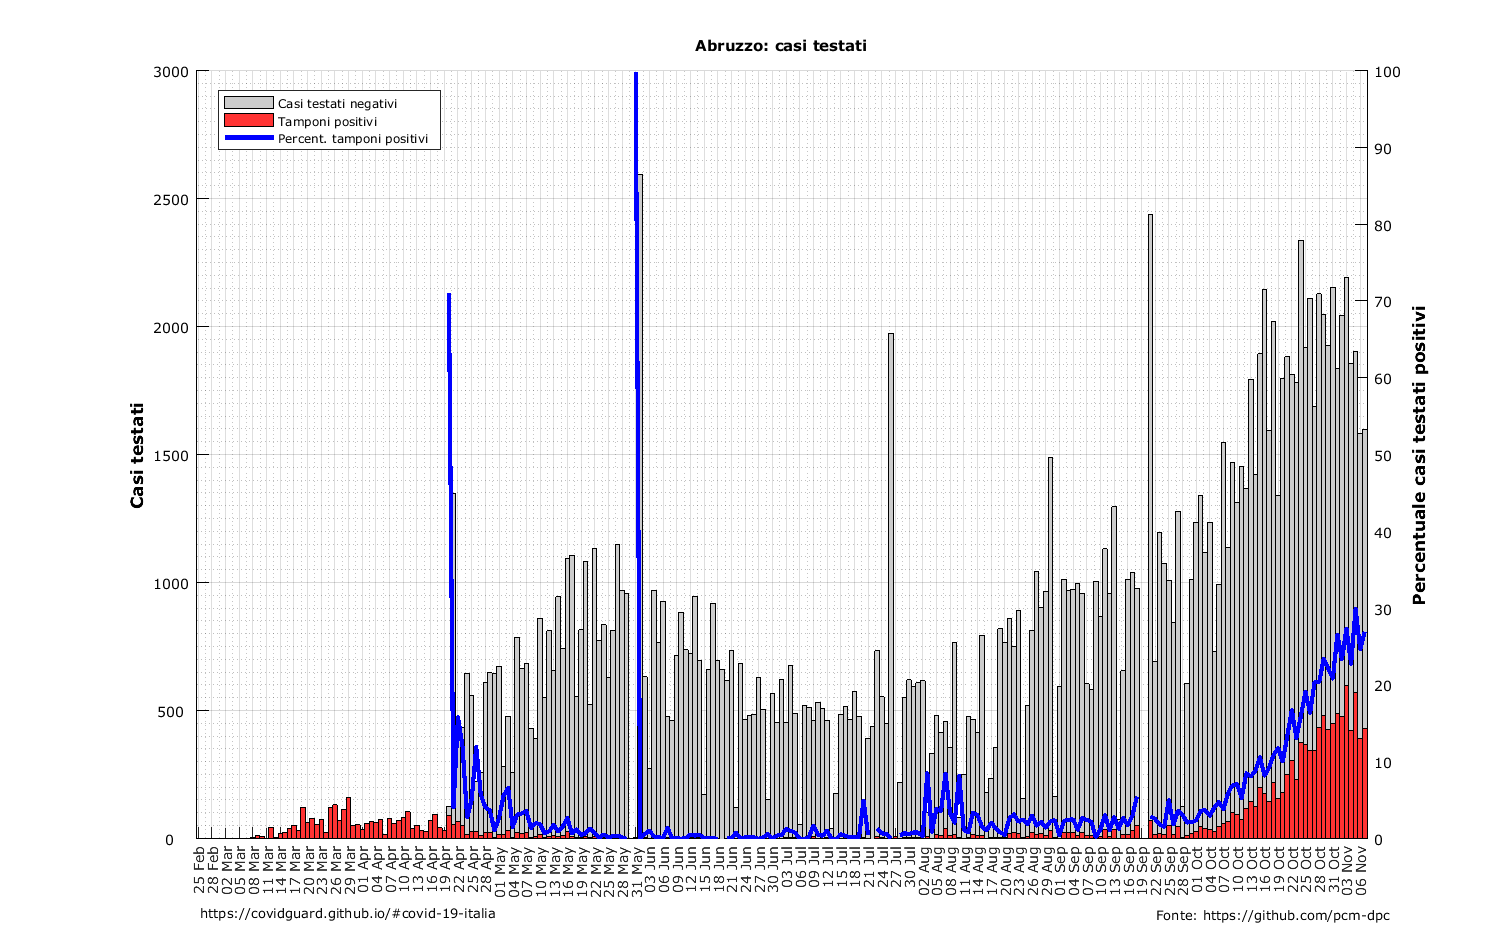 Abruzzo: casi testati
Casi testati negativi
Tamponi positivi
Percent. tamponi positivi
Casi testati
3000
2500
2000
1500
1000
500
0
100
90
80
70
60
50
40
30
20
10
0
Percentuale casi testati positivi
25 Feb
28 Feb
02 Mar
05 Mar
08 Mar
11 Mar
14 Mar
17 Mar
20 Mar
23 Mar
26 Mar
29 Mar
01 Apr
04 Apr
07 Apr
10 Apr
13 Apr
16 Apr
19 Apr
22 Apr
25 Apr
28 Apr
01 May
04 May
07 May
10 May
13 May
16 May
19 May
22 May
25 May
28 May
31 May
03 Jun
06 Jun
09 Jun
12 Jun
15 Jun
18 Jun
21 Jun
24 Jun
27 Jun
30 Jun
03 Jul
06 Jul
09 Jul
12 Jul
15 Jul
18 Jul
21 Jul
24 Jul
27 Jul
30 Jul
02 Aug
05 Aug
08 Aug
11 Aug
14 Aug
17 Aug
20 Aug
23 Aug
26 Aug
29 Aug
01 Sep
04 Sep
07 Sep
10 Sep
13 Sep
16 Sep
19 Sep
22 Sep
25 Sep
28 Sep
01 Oct
04 Oct
07 Oct
10 Oct
13 Oct
16 Oct
19 Oct
22 Oct
25 Oct
28 Oct
31 Oct
03 Nov
06 Nov
https://covidguard.github.io/#covid-19-italia
Fonte: https://github.com/pcm-dpc